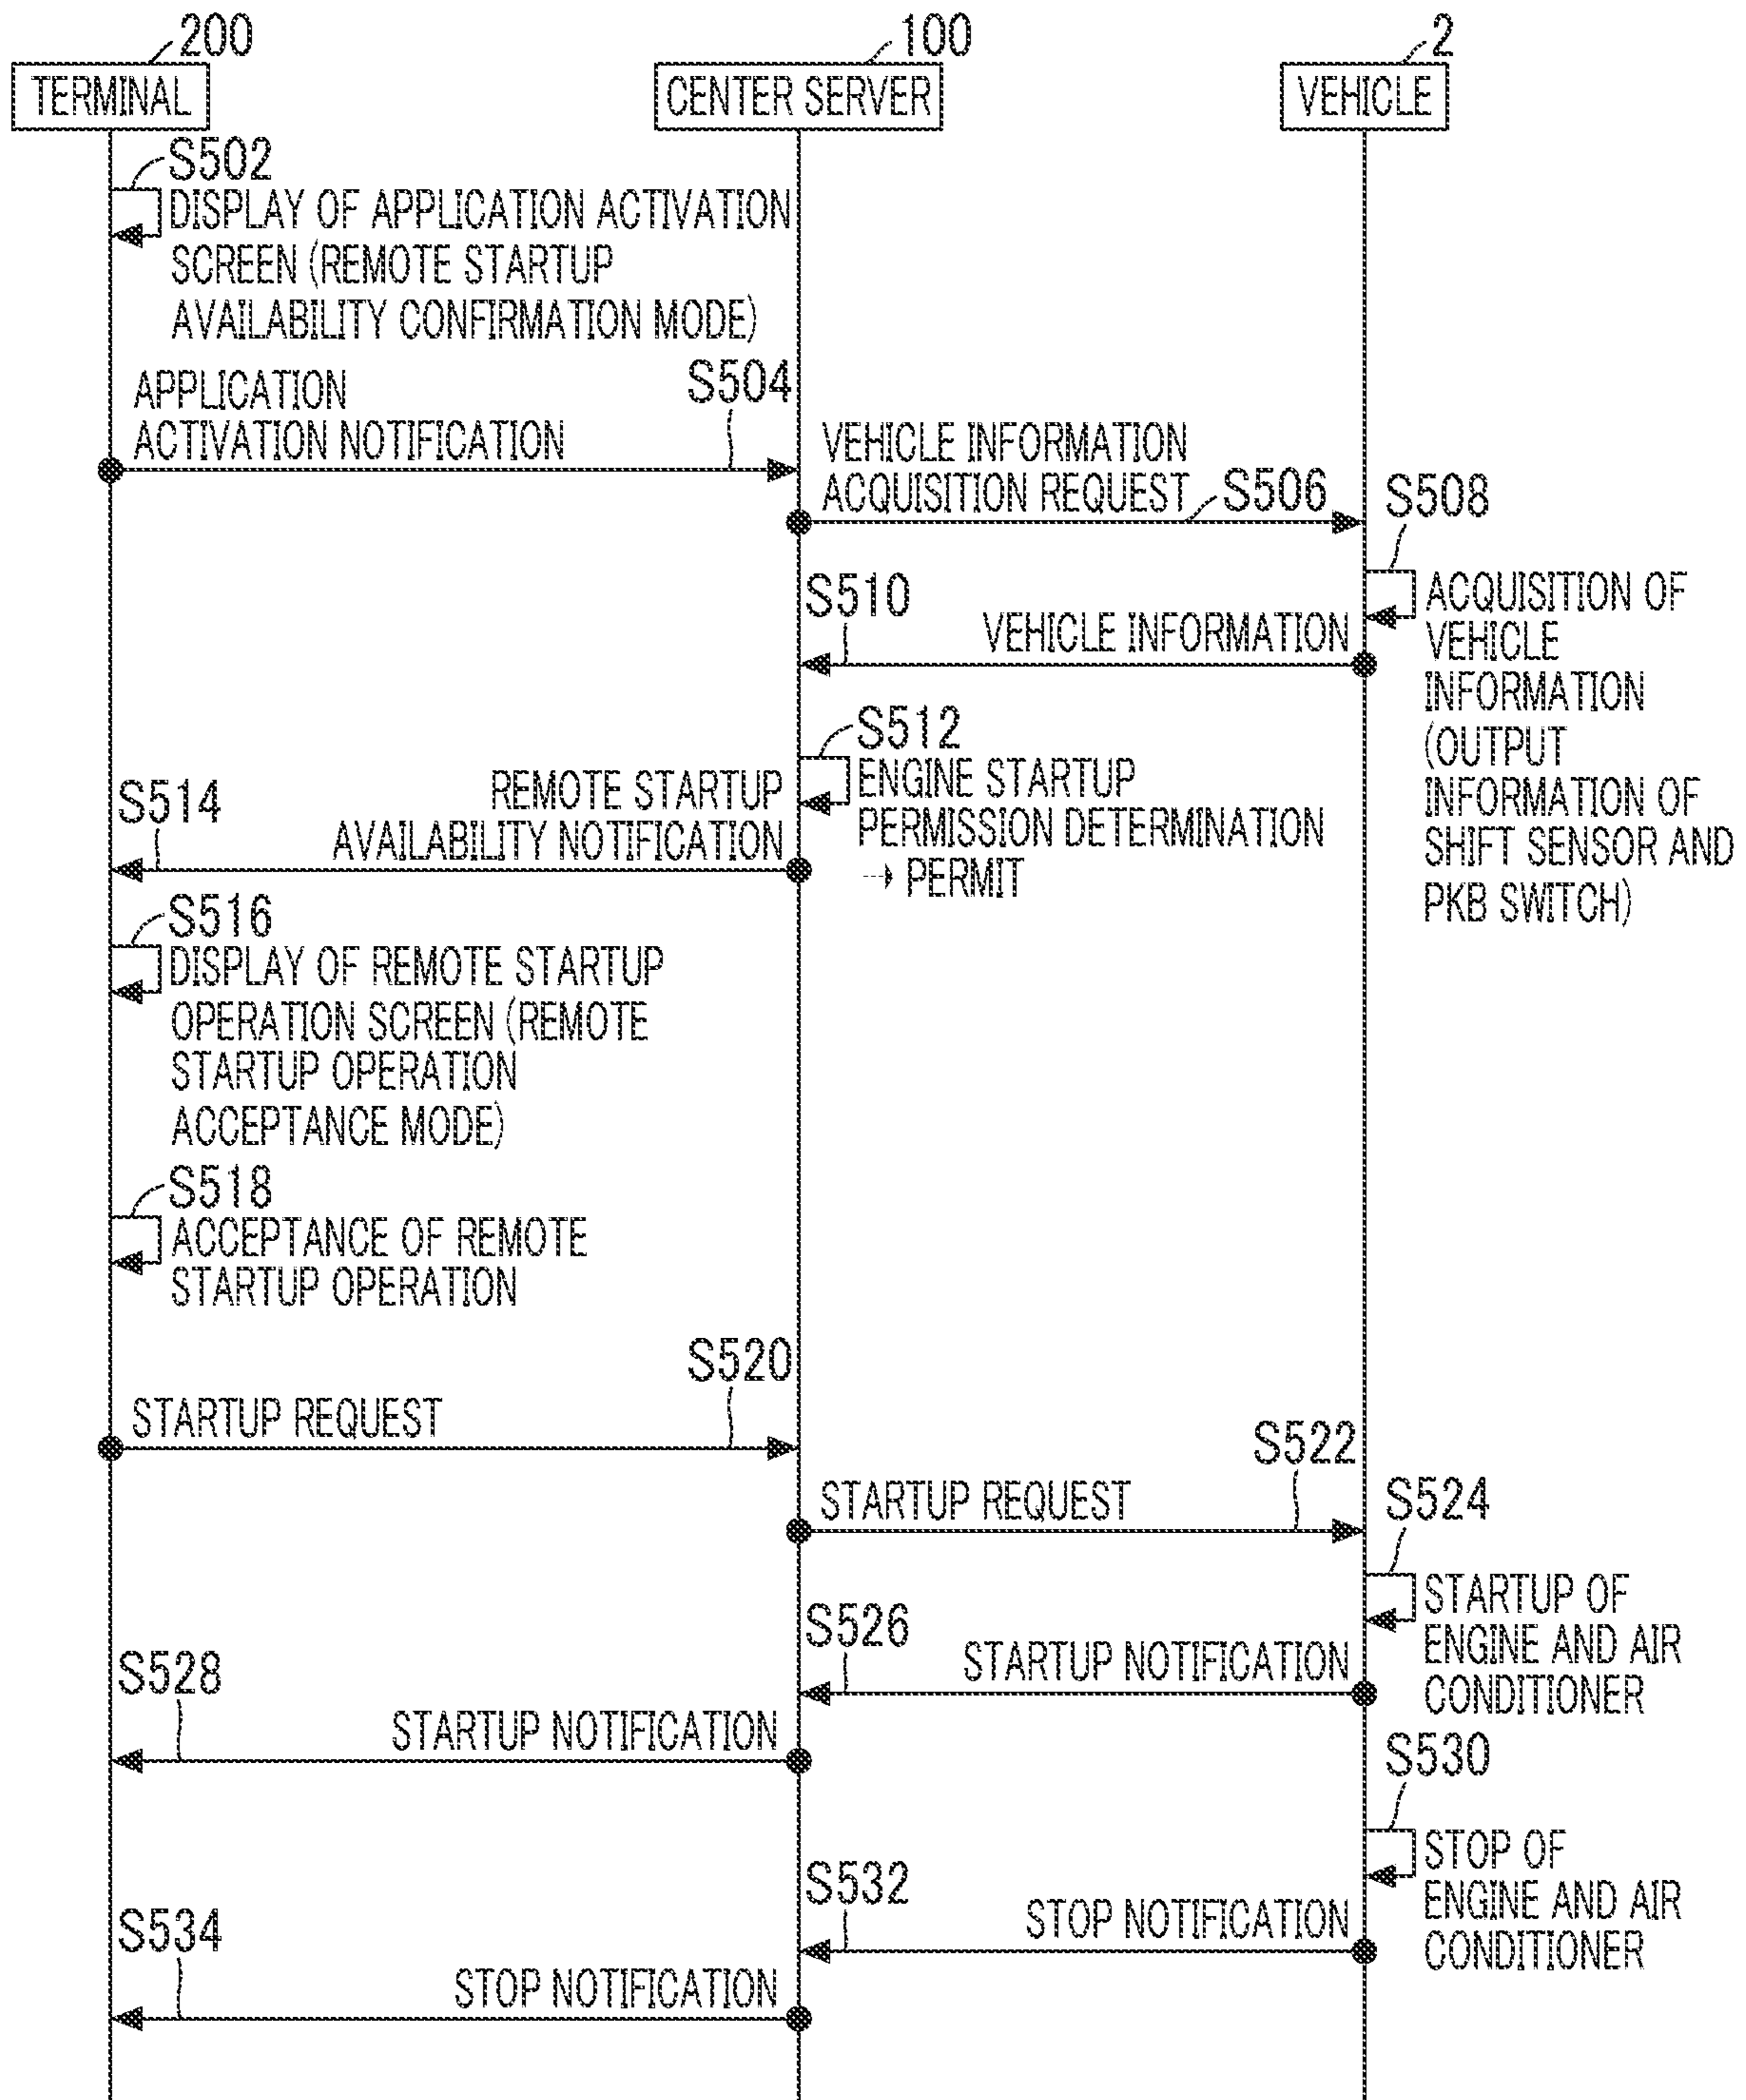 200
100
2
TERMINAL
CENTER SERVER
VEHICLE
S502
DISPLAY OF APPLICATION ACTIVATION
SCREEN (REMOTE STARTUP
AVAILABILITY CONFIRMATION MODE)
APPLICATION
ACTIVATION NOTIFICATION
S504
VEHICLE INFORMATION
ACQUISITION REQUEST
S506
S508
ACQUISITION OF
VEHICLE
INFORMATION
(OUTPUT
INFORMATION OF
SHIFT SENSOR AND
PKB SWITCH)
S510
VEHICLE INFORMATION
S512
ENGINE STARTUP
PERMISSION DETERMINATION
→ PERMIT
S514
REMOTE STARTUP
AVAILABILITY NOTIFICATION
S516
DISPLAY OF REMOTE STARTUP
OPERATION SCREEN (REMOTE
STARTUP OPERATION
ACCEPTANCE MODE)
S518
ACCEPTANCE OF REMOTE
STARTUP OPERATION
S520
STARTUP REQUEST
S522
STARTUP REQUEST
S524
STARTUP OF
ENGINE AND AIR
CONDITIONER
S526
STARTUP NOTIFICATION
S528
STARTUP NOTIFICATION
S530
STOP OF
ENGINE AND AIR
CONDITIONER
S532
STOP NOTIFICATION
S534
STOP NOTIFICATION